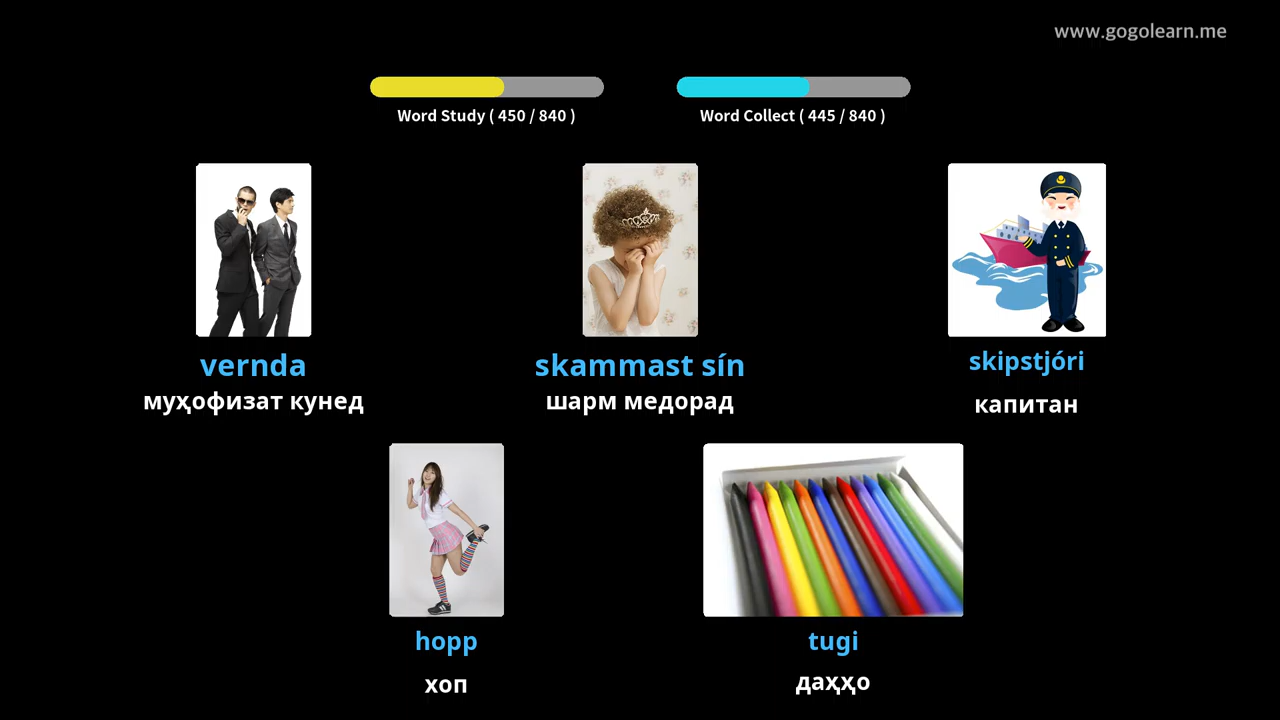 www.gogolearn.me
Word Study ( 450 / 840 )
Word Collect ( 445 / 840 )
vernda
муҳофизат кунед
skammast sín
шарм медорад
skipstjóri
капитан
hopp
хоп
tugi
даҳҳо